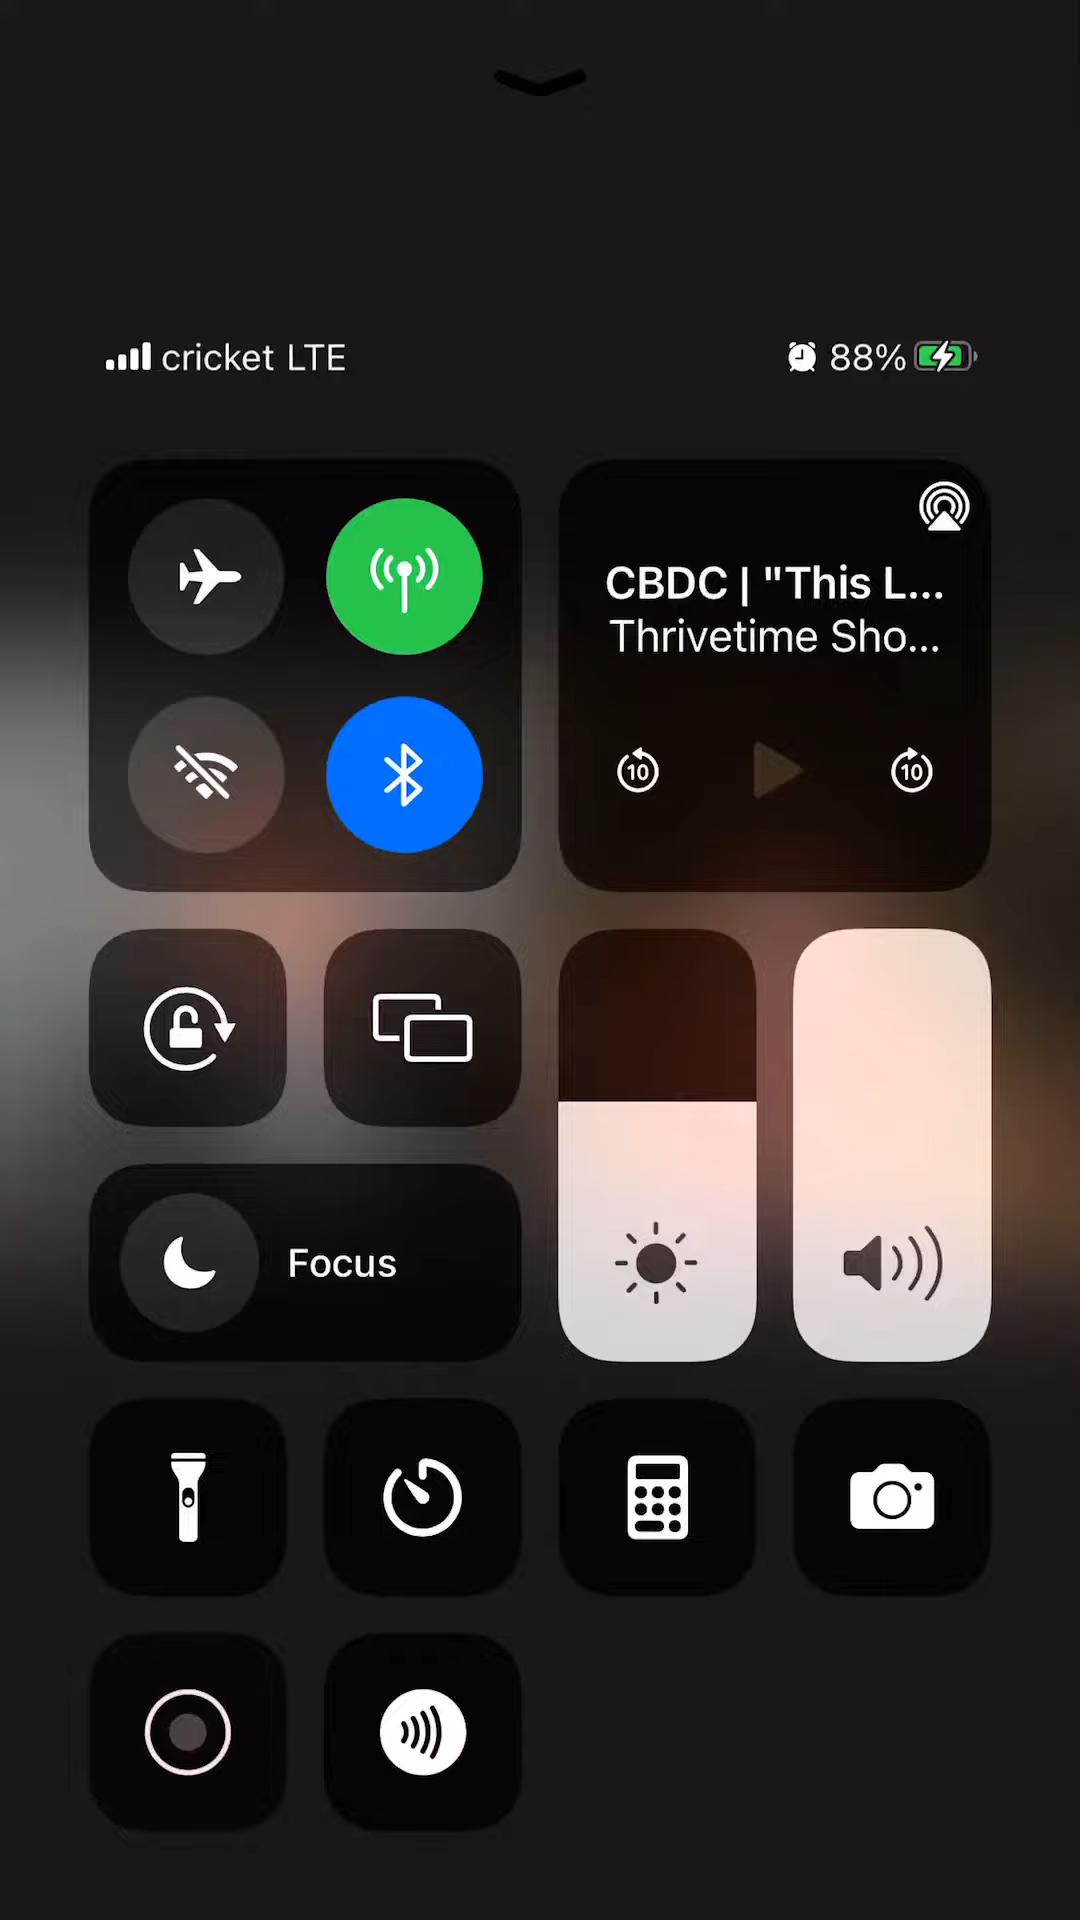 cricket LTE
88%
CBDC | "This L...
Thrivetime Sho...
10
10
Focus